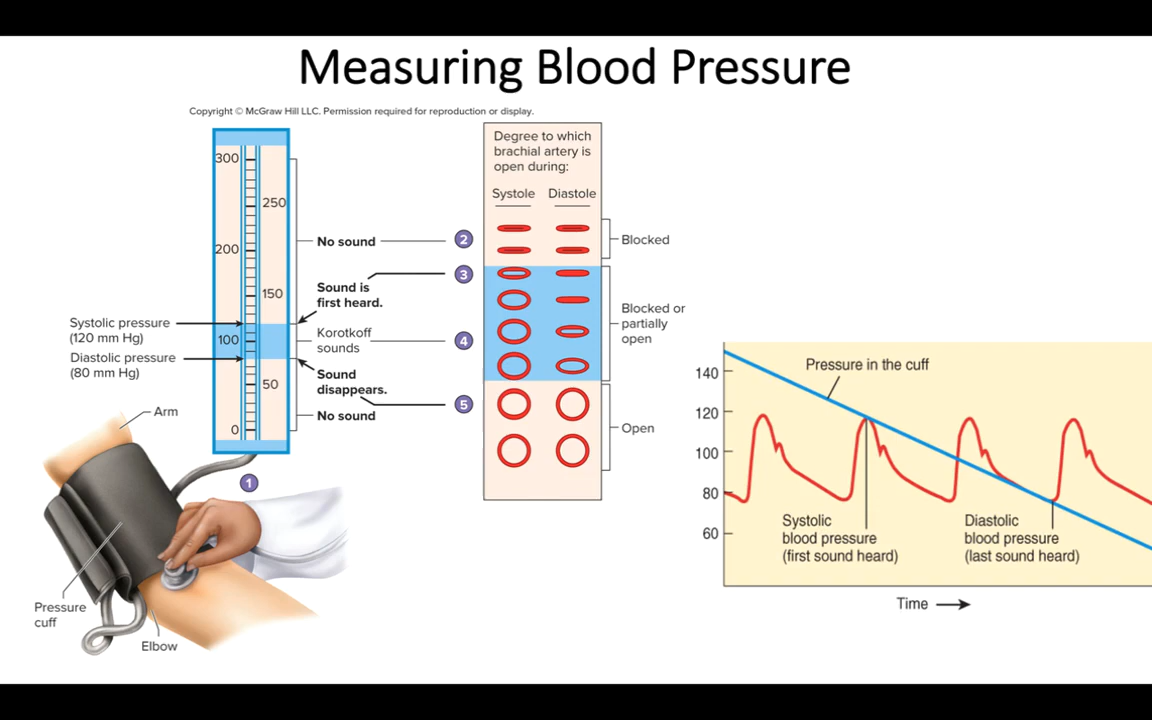 Measuring Blood Pressure
Copyright © McGraw Hill LLC. Permission required for reproduction or display.
300
250
200
150
100
50
0
No sound
Sound is
first heard.
Systolic pressure
(120 mm Hg)
Diastolic pressure
(80 mm Hg)
Korotkoff
sounds
Sound
disappears.
No sound
Arm
1
Pressure
cuff
Elbow
Degree to which
brachial artery is
open during:
Systole Diastole
2
3
4
5
Blocked
Blocked or
partially
open
Open
140
120
100
80
60
Pressure in the cuff
Systolic
blood pressure
(first sound heard)
Diastolic
blood pressure
(last sound heard)
Time